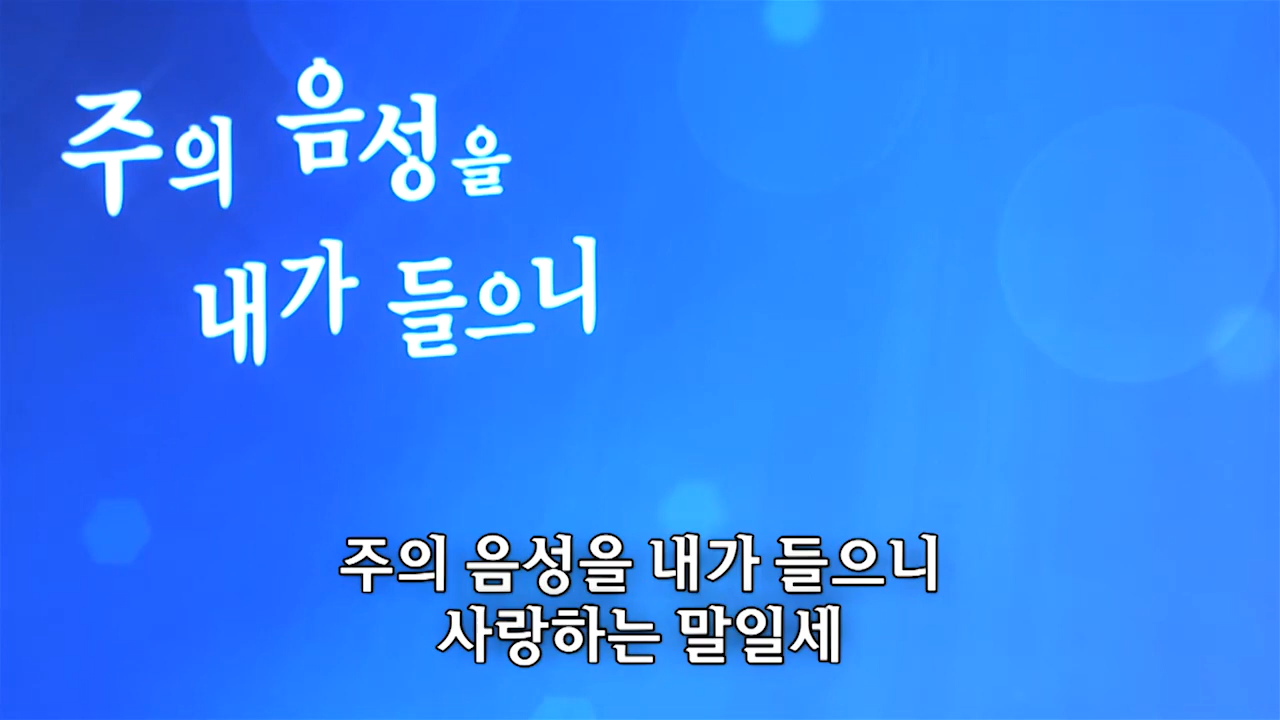 주의 음성을
내가 들으니
주의 음성을 내가 들으니
사랑하는 말일세